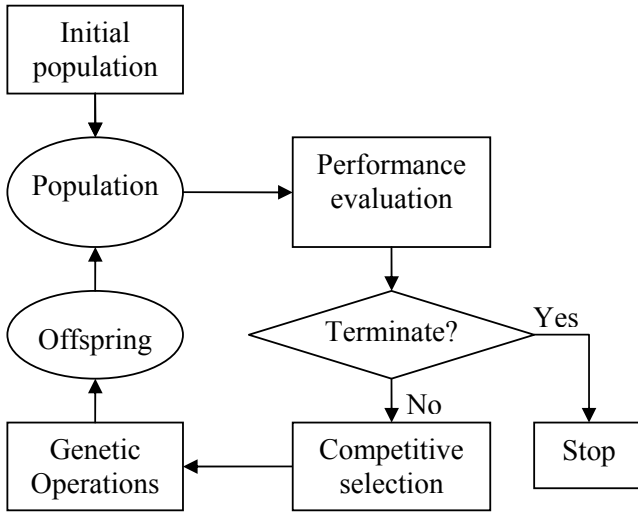 Initial
population
Population
Performance
evaluation
Terminate?
Yes
No
Offspring
Genetic
Operations
Competitive
selection
Stop